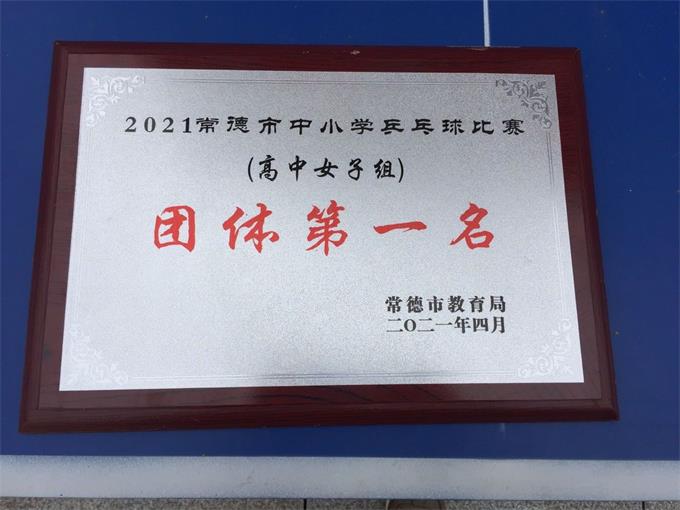 2021常德市中小学乒乓球比赛
(高中女子组)
团体第一名
常德市教育局
二〇二一年四月